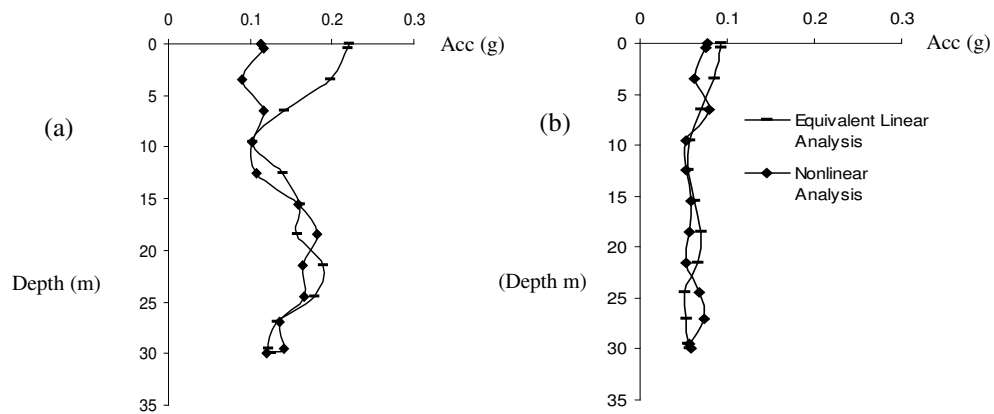 0 0.1 0.2 0.3
Acc (g)
0
5
10
15
20
25
30
35
(a)
Depth (m)
0 0.1 0.2 0.3
Acc (g)
0
5
10
15
20
25
30
35
(b)
(Depth m)
Equivalent Linear
Analysis
Nonlinear
Analysis